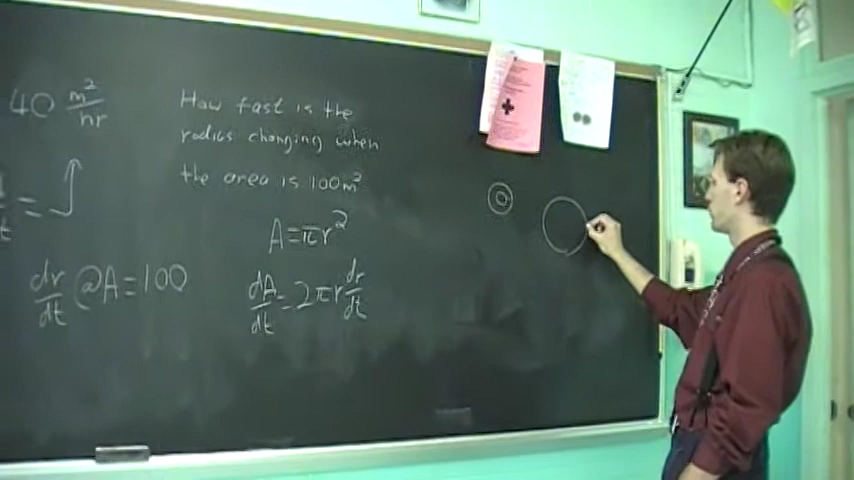 40 m²/hr
How fast is the
radius changing when
the area is 100m²
A=πr²
dr/dt @A=100
dA/dt=2πr dr/dt